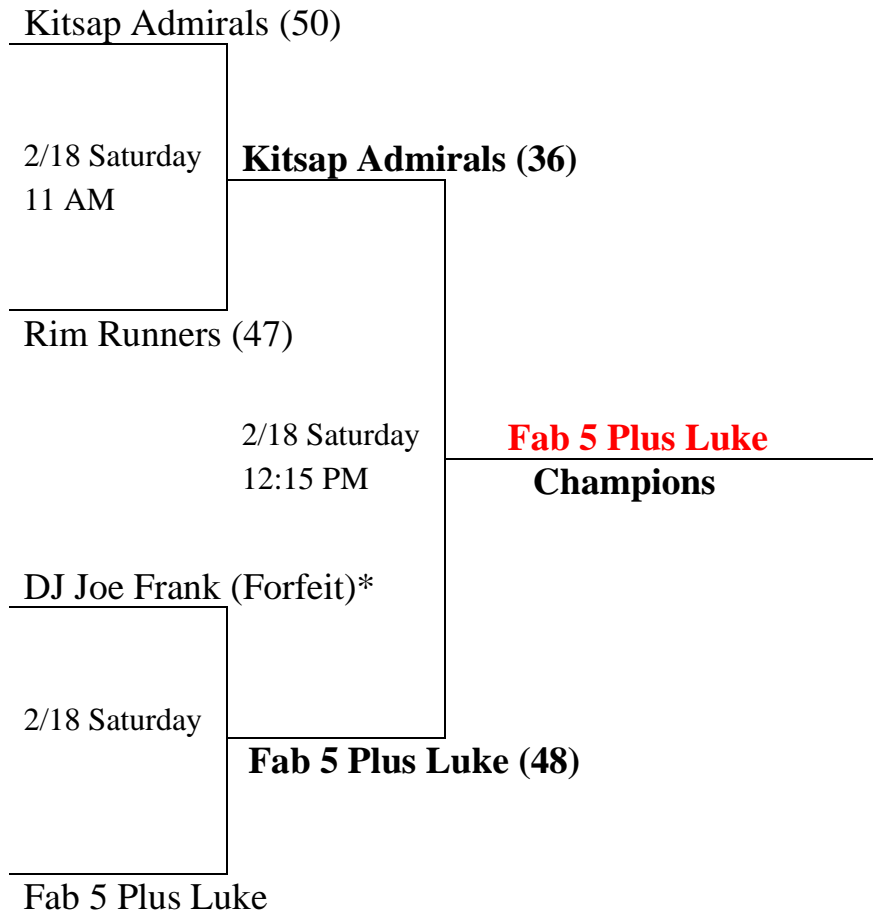 Kitsap Admirals (50)
2/18 Saturday
11 AM
Kitsap Admirals (36)
Rim Runners (47)
2/18 Saturday
12:15 PM
Fab 5 Plus Luke
Champions
DJ Joe Frank (Forfeit)*
2/18 Saturday
Fab 5 Plus Luke (48)
Fab 5 Plus Luke